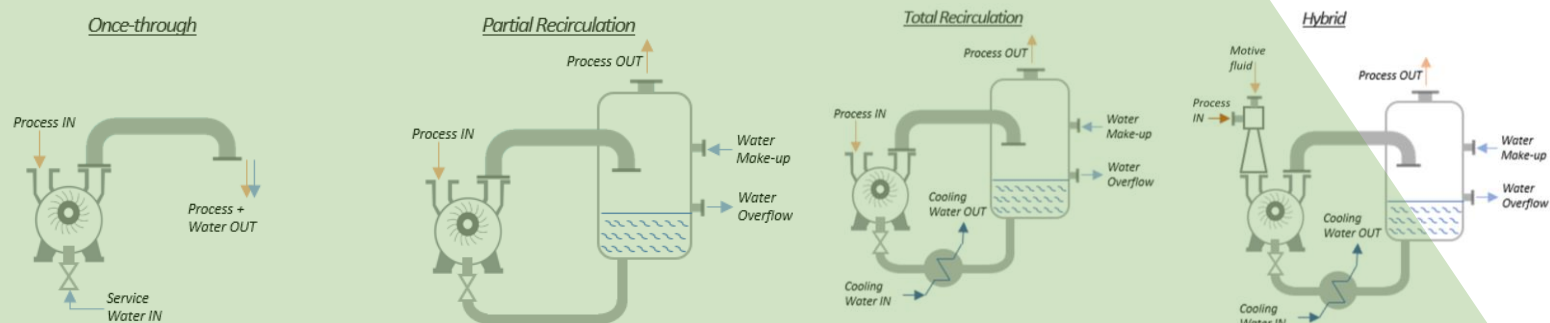 Once-through
Process IN
Process +
Water OUT
Service
Water IN
Partial Recirculation
Process OUT
Process IN
Water
Make-up
Water
Overflow
Total Recirculation
Process OUT
Process IN
Water
Make-up
Water
Overflow
Cooling
Water OUT
Cooling
Water IN
Hybrid
Motive
fluid
Process OUT
Process
IN
Water
Make-up
Water
Overflow
Cooling
Water OUT
Cooling
Water IN